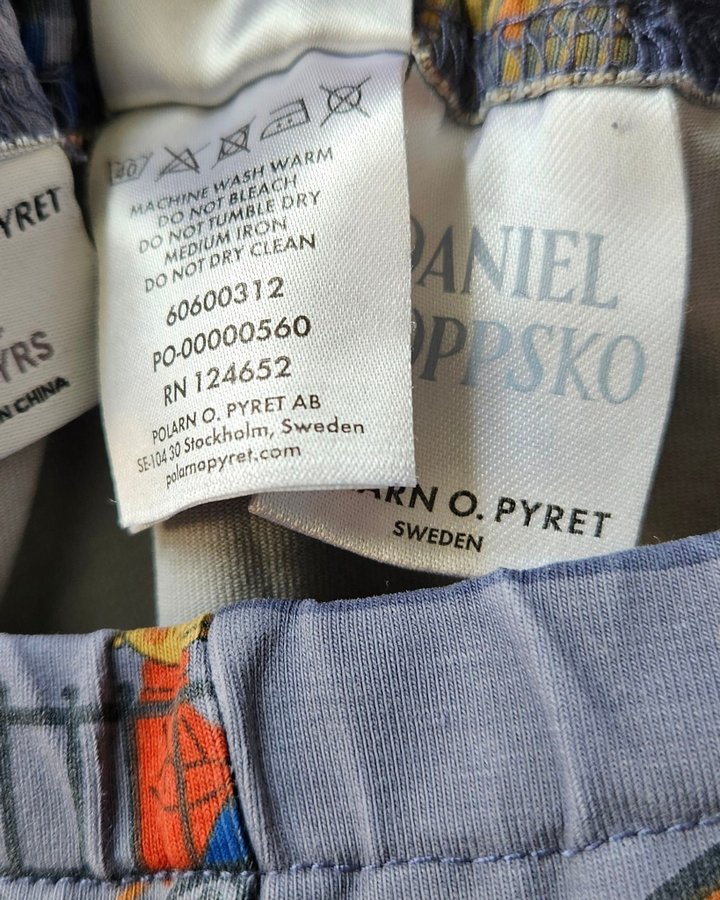 YRET
YRS
N CHINA
40
MACHINE WASH WARM
DO NOT BLEACH
DO NOT TUMBLE DRY
MEDIUM IRON
DO NOT DRY CLEAN
60600312
PO-00000560
RN 124652
POLARN O. PYRET AB
SE-104 30 Stockholm, Sweden
polarnopyret.com
DANIEL
OPPSKO
ARN O. PYRET
SWEDEN